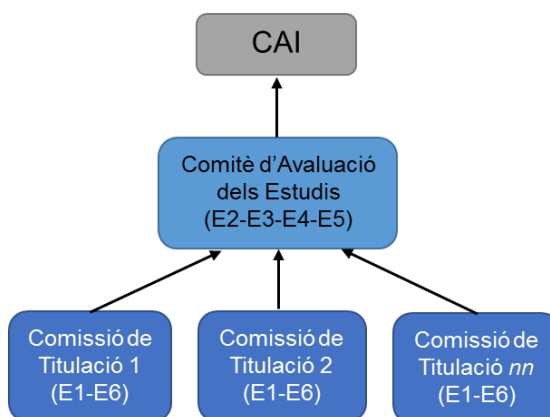 CAI
Comitè d'Avaluació
dels Estudis
(E2-E3-E4-E5)
Comissió de
Titulació 1
(E1-E6)
Comissió de
Titulació 2
(E1-E6)
Comissió de
Titulació nn
(E1-E6)